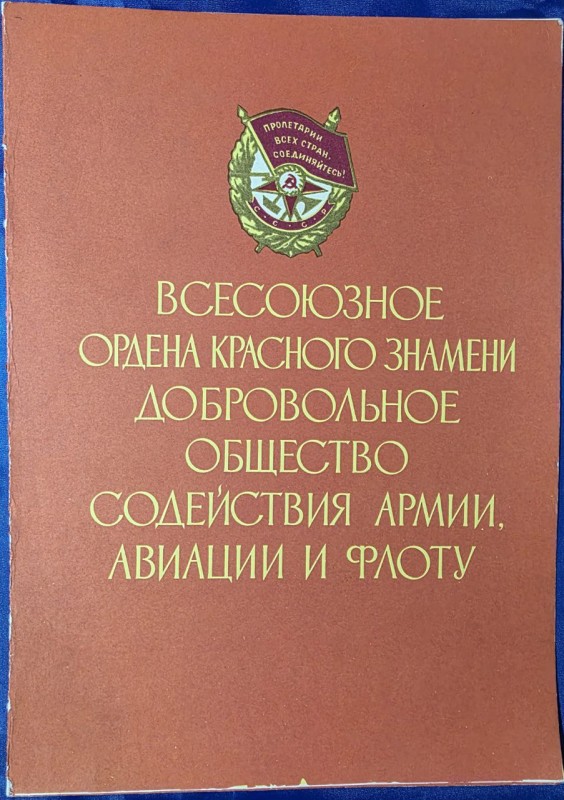 ПРОЛЕТАРИИ
ВСЕХ СТРАН,
СОЕДИНЯЙТЕСЬ!
С С С Р
ВСЕСОЮЗНОЕ
ОРДЕНА КРАСНОГО ЗНАМЕНИ
ДОБРОВОЛЬНОЕ
ОБЩЕСТВО
СОДЕЙСТВИЯ АРМИИ,
АВИАЦИИ И ФЛОТУ